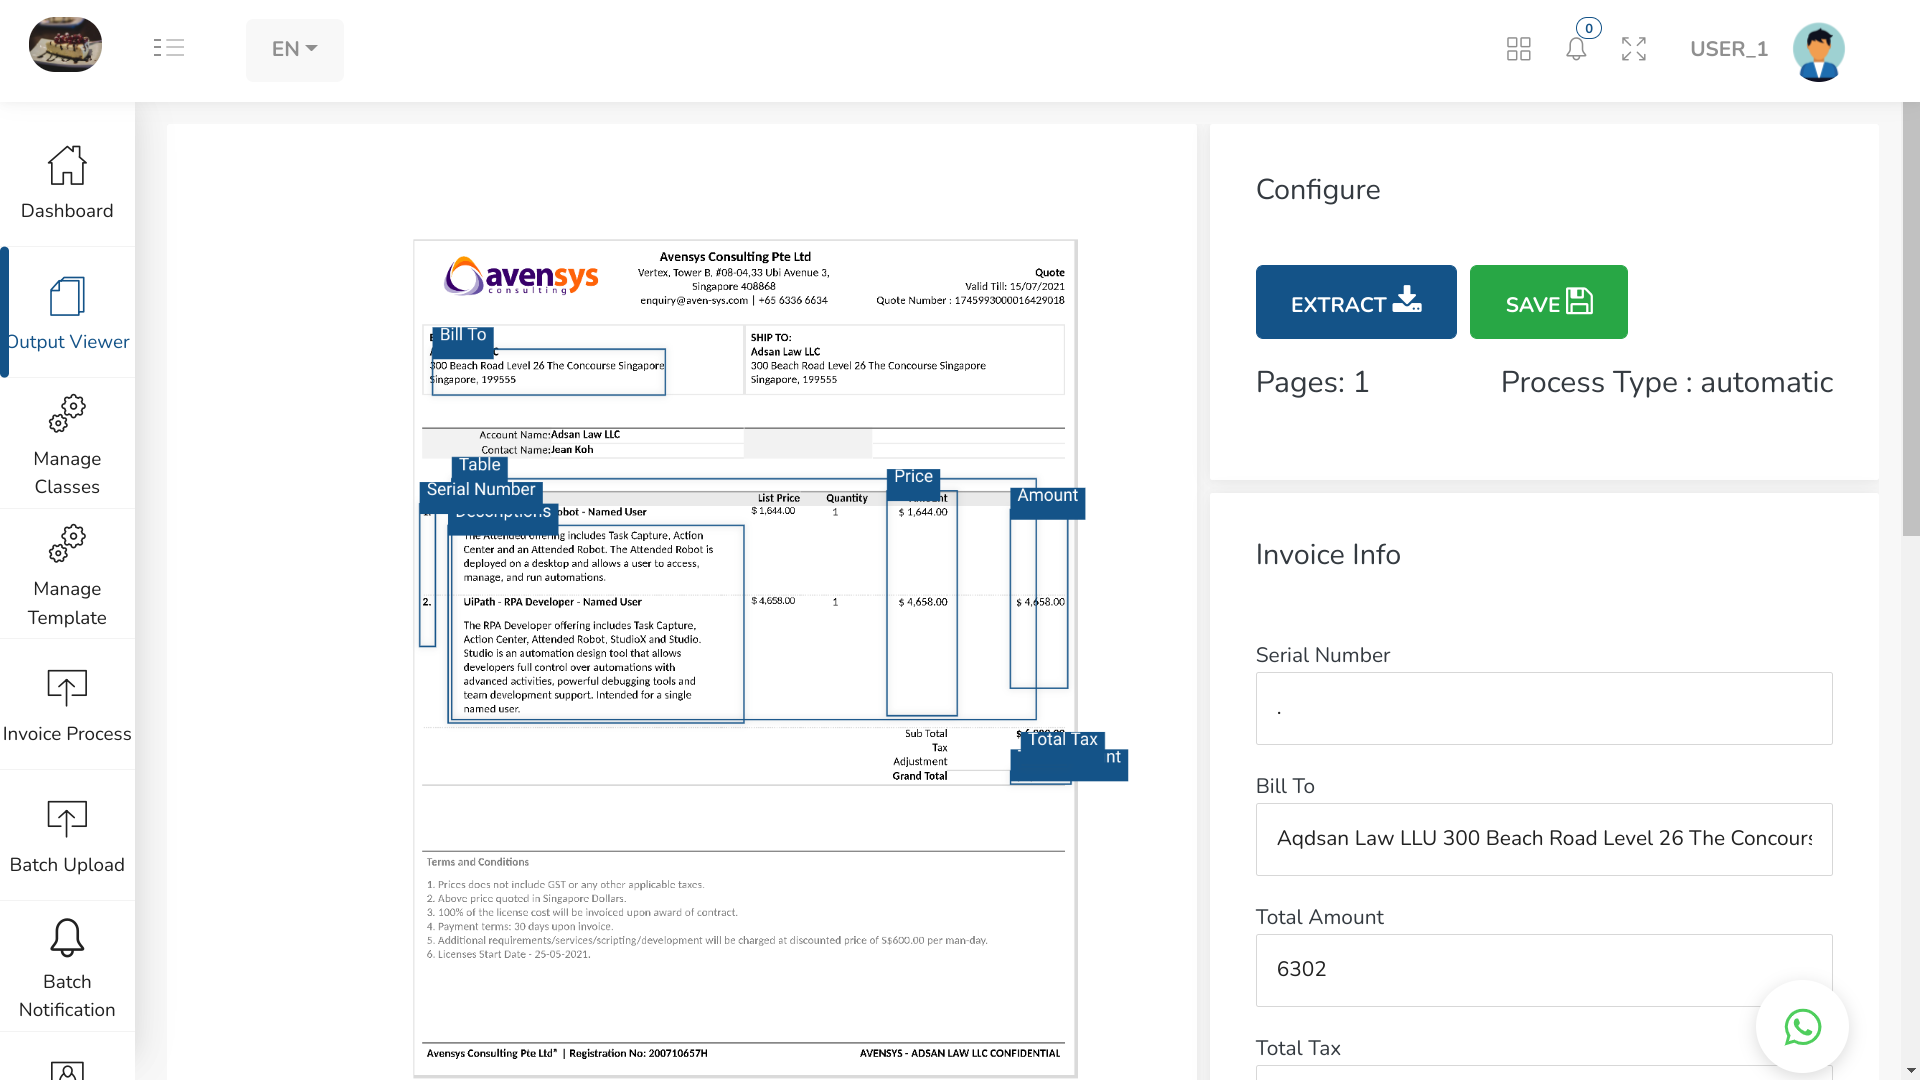 EN
0
USER_1
Dashboard
Output Viewer
Manage
Classes
Manage
Template
Invoice Process
Batch Upload
Batch
Notification
avensys
consulting
Avensys Consulting Pte Ltd
Vertex, Tower B, #08-04,33 Ubi Avenue 3,
Singapore 408868
enquiry@aven-sys.com | +65 6336 6634
Quote
Valid Till: 15/07/2021
Quote Number : 1745993000016429018
Bill To
300 Beach Road Level 26 The Concourse Singapore
Singapore, 199555
SHIP TO:
Adsan Law LLC
300 Beach Road Level 26 The Concourse Singapore
Singapore, 199555
Account Name: Adsan Law LLC
Contact Name: Jean Koh
Table
Serial Number
Descriptions
Price
Amount
List Price Quantity
obot - Named User $ 1,644.00 1 $ 1,644.00
The Attended offering includes Task Capture, Action
Center and an Attended Robot. The Attended Robot is
deployed on a desktop and allows a user to access,
manage, and run automations.
2. UiPath - RPA Developer - Named User $ 4,658.00 1 $ 4,658.00 $ 4,658.00
The RPA Developer offering includes Task Capture,
Action Center, Attended Robot, StudioX and Studio.
Studio is an automation design tool that allows
developers full control over automations with
advanced activities, powerful debugging tools and
team development support. Intended for a single
named user.
Sub Total
Tax
Adjustment
Grand Total
Total Tax
nt
Terms and Conditions
1. Prices does not include GST or any other applicable taxes.
2. Above price quoted in Singapore Dollars.
3. 100% of the license cost will be invoiced upon award of contract.
4. Payment terms: 30 days upon invoice.
5. Additional requirements/services/scripting/development will be charged at discounted price of S$600.00 per man-day.
6. Licenses Start Date - 25-05-2021.
Avensys Consulting Pte Ltd* | Registration No: 200710657H
AVENSYS - ADSAN LAW LLC CONFIDENTIAL
Configure
EXTRACT
SAVE
Pages: 1
Process Type : automatic
Invoice Info
Serial Number
.
Bill To
Aqdsan Law LLU 300 Beach Road Level 26 The Concours
Total Amount
6302
Total Tax